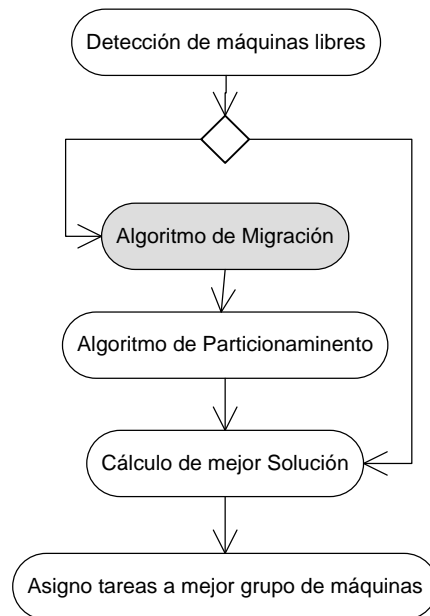 Detección de máquinas libres
Algoritmo de Migración
Algoritmo de Particionaminento
Cálculo de mejor Solución
Asigno tareas a mejor grupo de máquinas